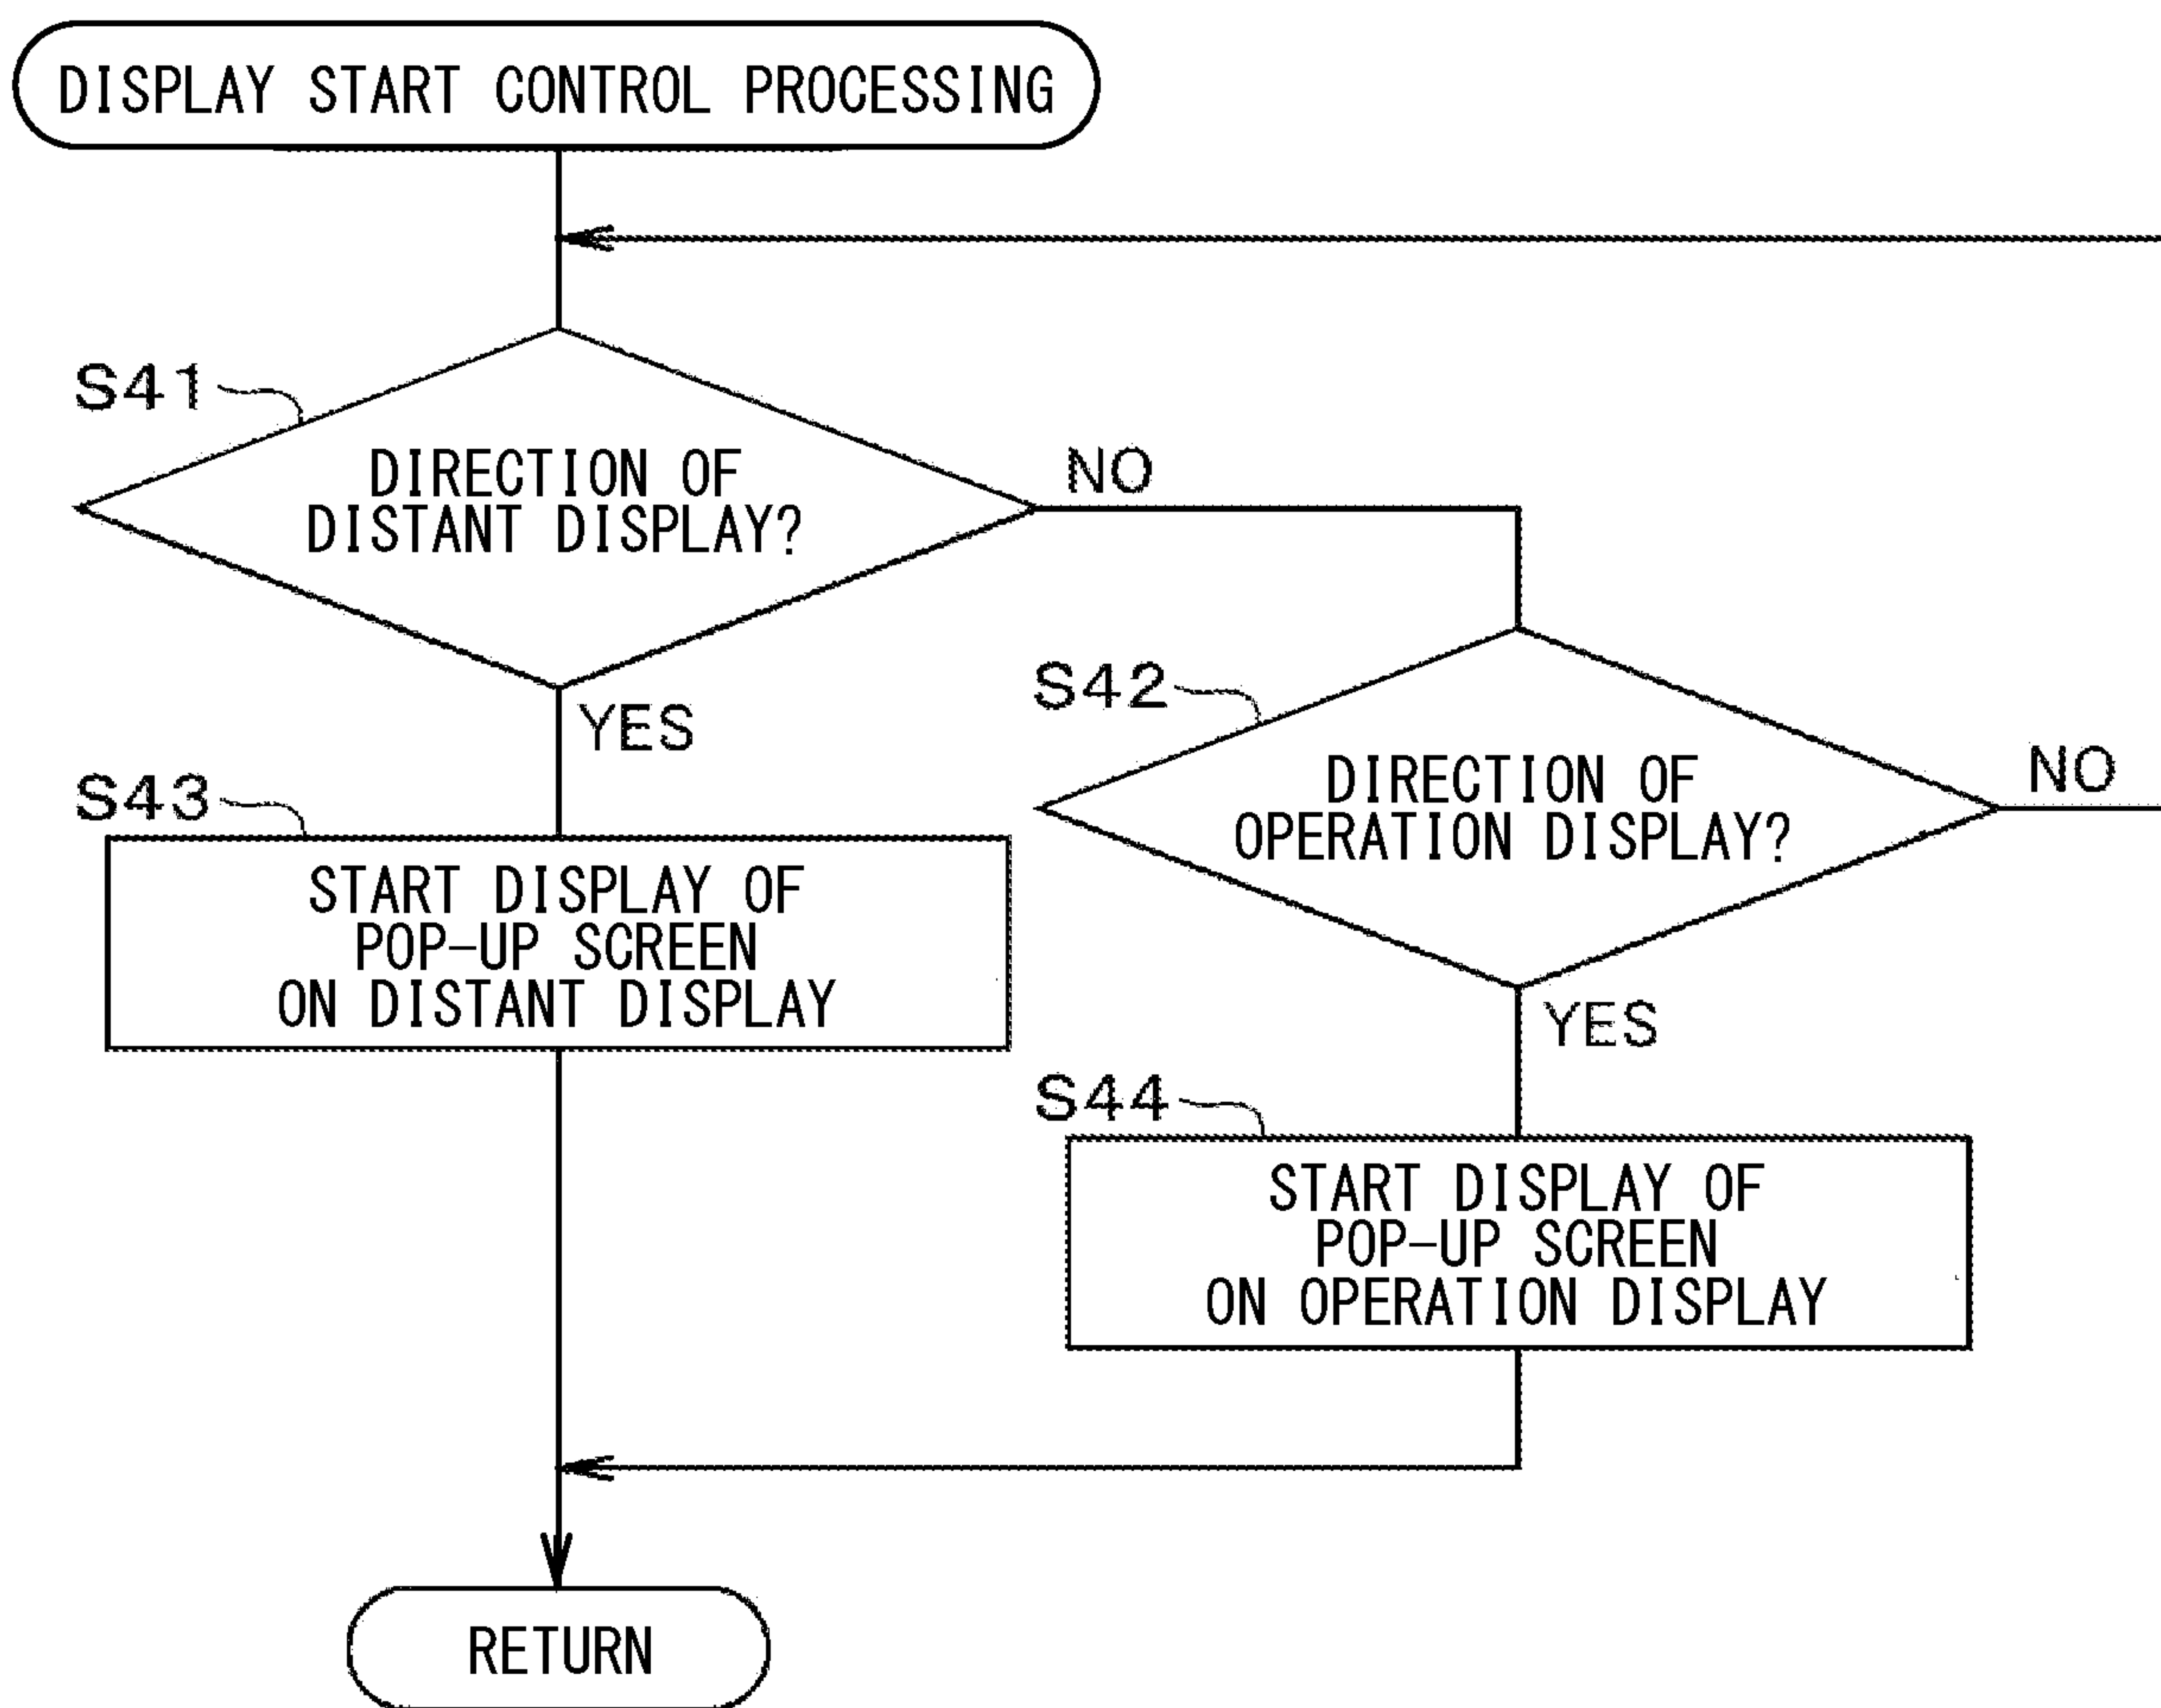 DISPLAY START CONTROL PROCESSING
S41
DIRECTION OF
DISTANT DISPLAY?
NO
YES
S42
DIRECTION OF
OPERATION DISPLAY?
NO
YES
S43
START DISPLAY OF
POP-UP SCREEN
ON DISTANT DISPLAY
S44
START DISPLAY OF
POP-UP SCREEN
ON OPERATION DISPLAY
RETURN